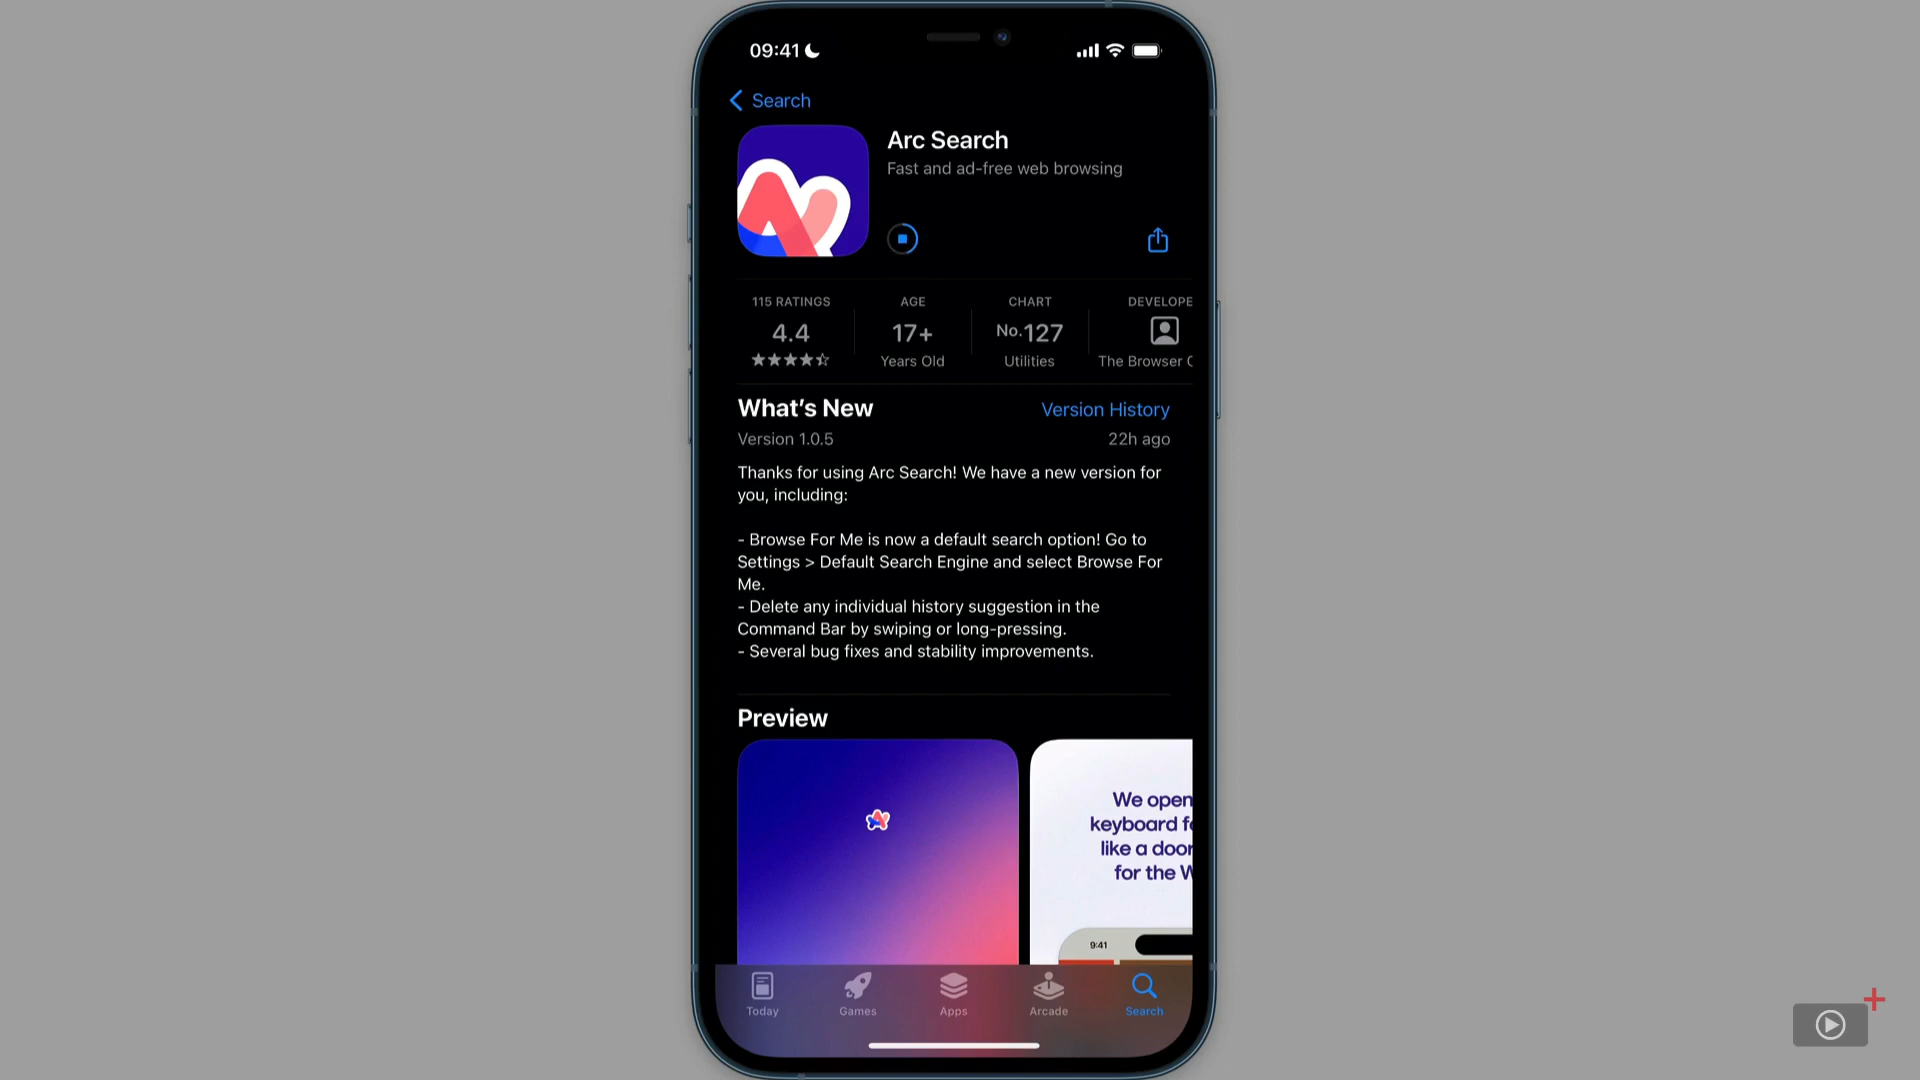 09:41
Search
Arc Search
Fast and ad-free web browsing
115 RATINGS
4.4
AGE
17+
Years Old
CHART
No.127
Utilities
DEVELOPE
The Browser C
What's New
Version History
Version 1.0.5
22h ago
Thanks for using Arc Search! We have a new version for
you, including:
- Browse For Me is now a default search option! Go to
Settings > Default Search Engine and select Browse For
Me.
- Delete any individual history suggestion in the
Command Bar by swiping or long-pressing.
- Several bug fixes and stability improvements.
Preview
We open
keyboard fo
like a door
for the W
9:41
Today
Games
Apps
Arcade
Search